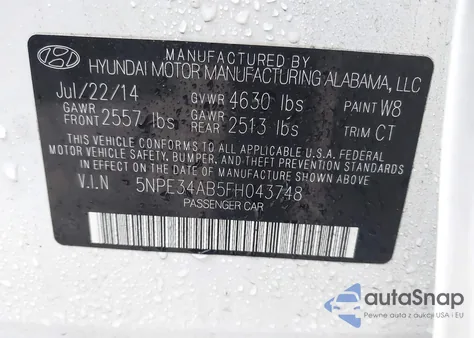 MANUFACTURED BY
HYUNDAI MOTOR MANUFACTURING ALABAMA, LLC
Jul/22/14 GVWR 4630 lbs PAINT W8
GAWR FRONT 2557 lbs GAWR REAR 2513 lbs TRIM CT
THIS VEHICLE CONFORMS TO ALL APPLICABLE U.S.A. FEDERAL
MOTOR VEHICLE SAFETY, BUMPER, AND THEFT PREVENTION
STANDARDS IN EFFECT ON THE DATE OF MANUFACTURE SHOWN ABOVE.
V.I.N 5NPE34AB5FH043748
PASSENGER CAR
autoSnap
Pewne auta z aukcji USA i EU